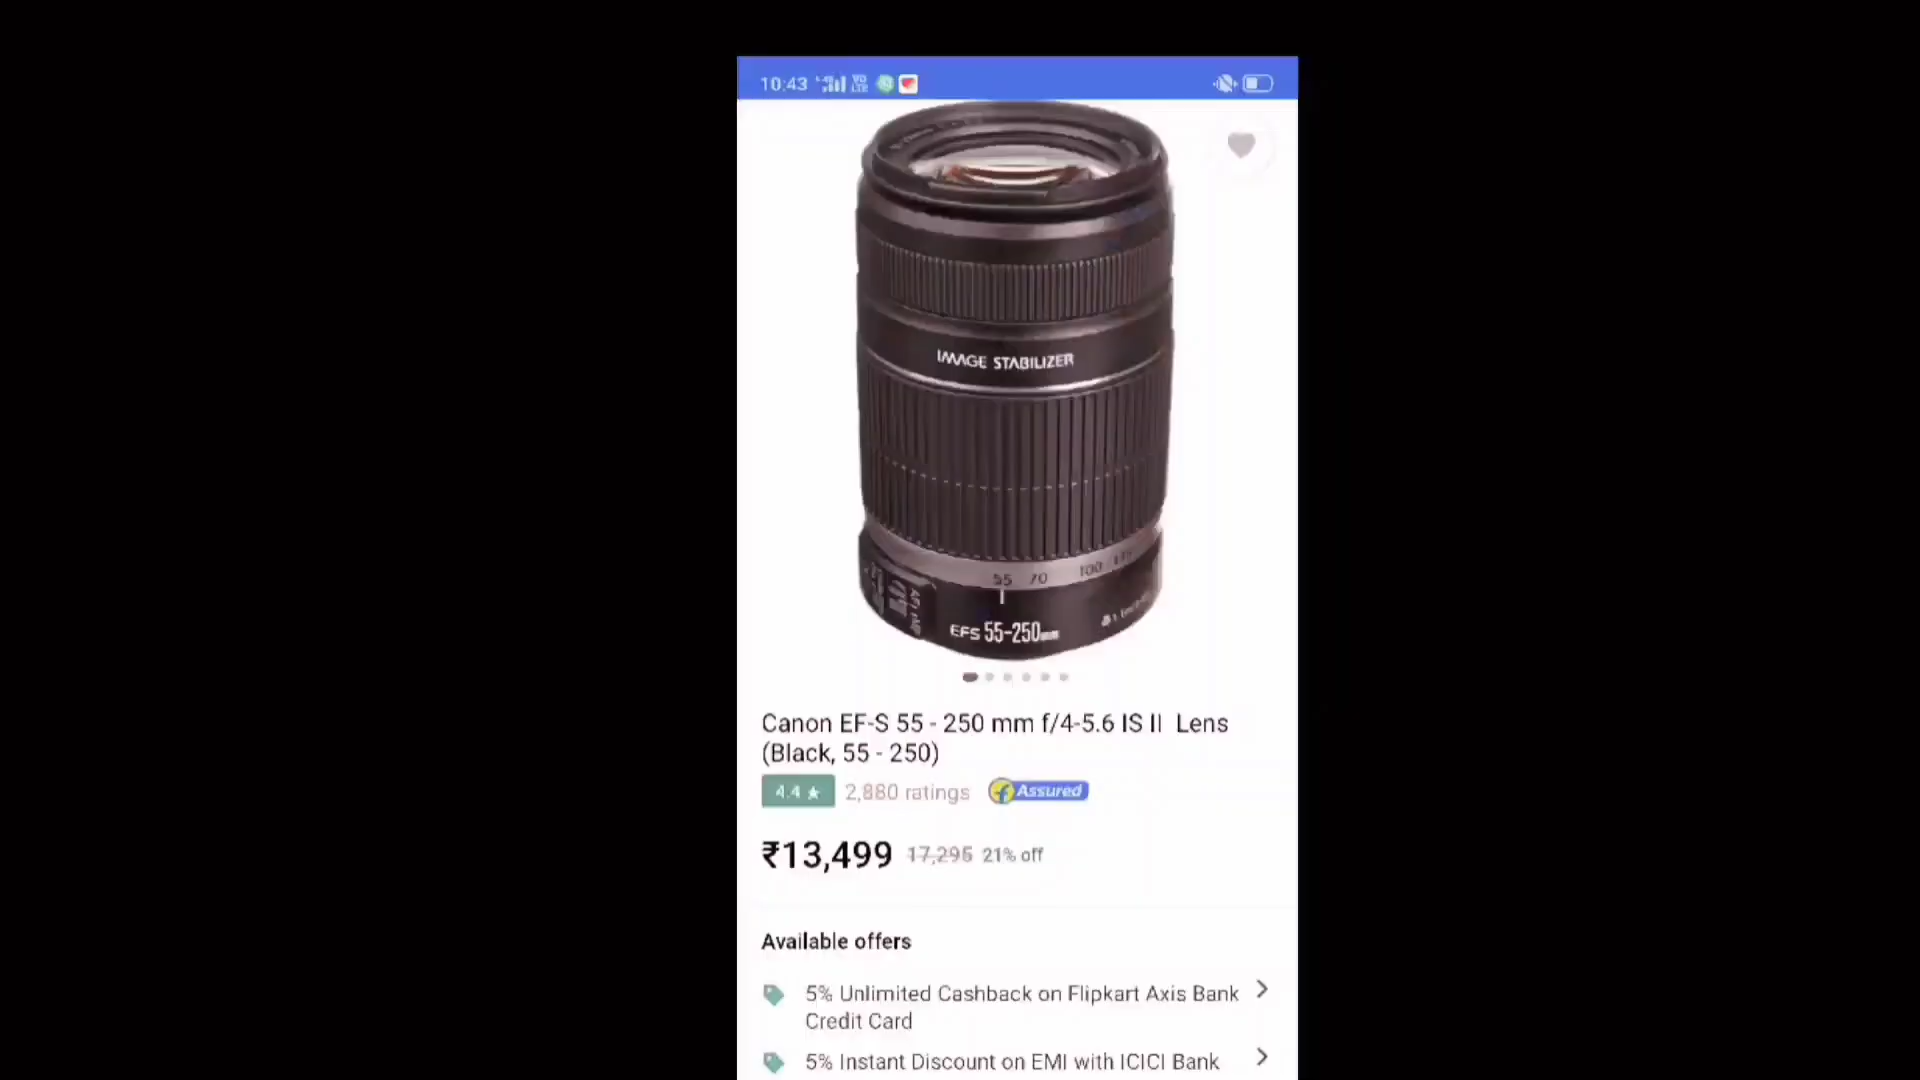 10:43
IMAGE STABILIZER
55 70 100
EFS 55-250mm
Canon EF-S 55 - 250 mm f/4-5.6 IS II Lens
(Black, 55 - 250)
4.4 ★ 2,880 ratings Assured
₹13,499 17,295 21% off
Available offers
5% Unlimited Cashback on Flipkart Axis Bank
Credit Card
5% Instant Discount on EMI with ICICI Bank